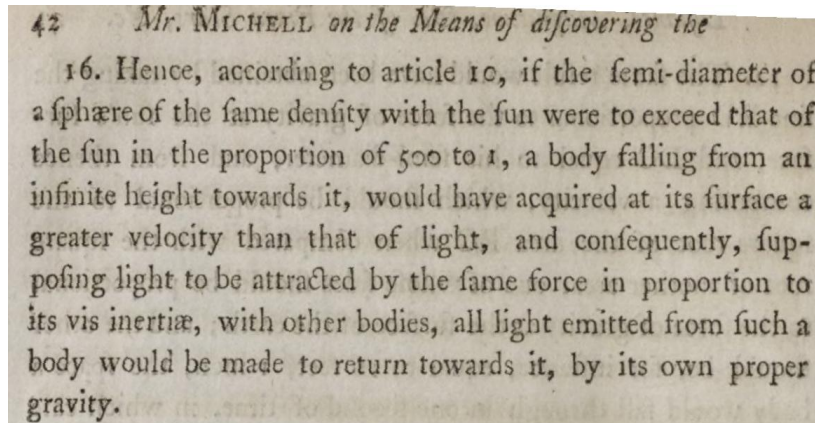 42 Mr. MICHELL on the Means of diſcovering the
16. Hence, according to article 10, if the ſemi-diameter of
a ſphære of the ſame denſity with the ſun were to exceed that of
the ſun in the proportion of 500 to 1, a body falling from an
infinite height towards it, would have acquired at its ſurface a
greater velocity than that of light, and conſequently, ſup-
poſing light to be attracted by the ſame force in proportion to
its vis inertiæ, with other bodies, all light emitted from ſuch a
body would be made to return towards it, by its own proper
gravity.